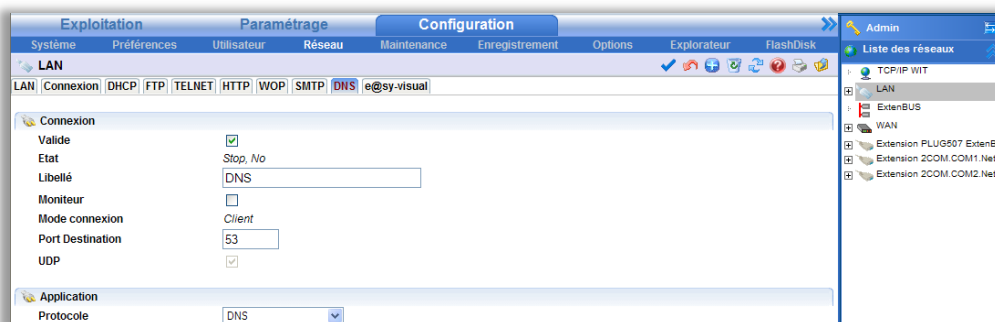 Exploitation Paramétrage Configuration
Système Préférences Utilisateur Réseau Maintenance Enregistrement Options Explorateur FlashDisk
LAN
LAN Connexion DHCP FTP TELNET HTTP WOP SMTP DNS e@sy-visual
Connexion
Valide
Etat Stop, No
Libellé DNS
Moniteur
Mode connexion Client
Port Destination 53
UDP
Application
Protocole DNS
Admin
Liste des réseaux
TCP/IP WIT
LAN
ExtenBUS
WAN
Extension PLUG507 ExtenB
Extension 2COM.COM1.Net
Extension 2COM.COM2.Net